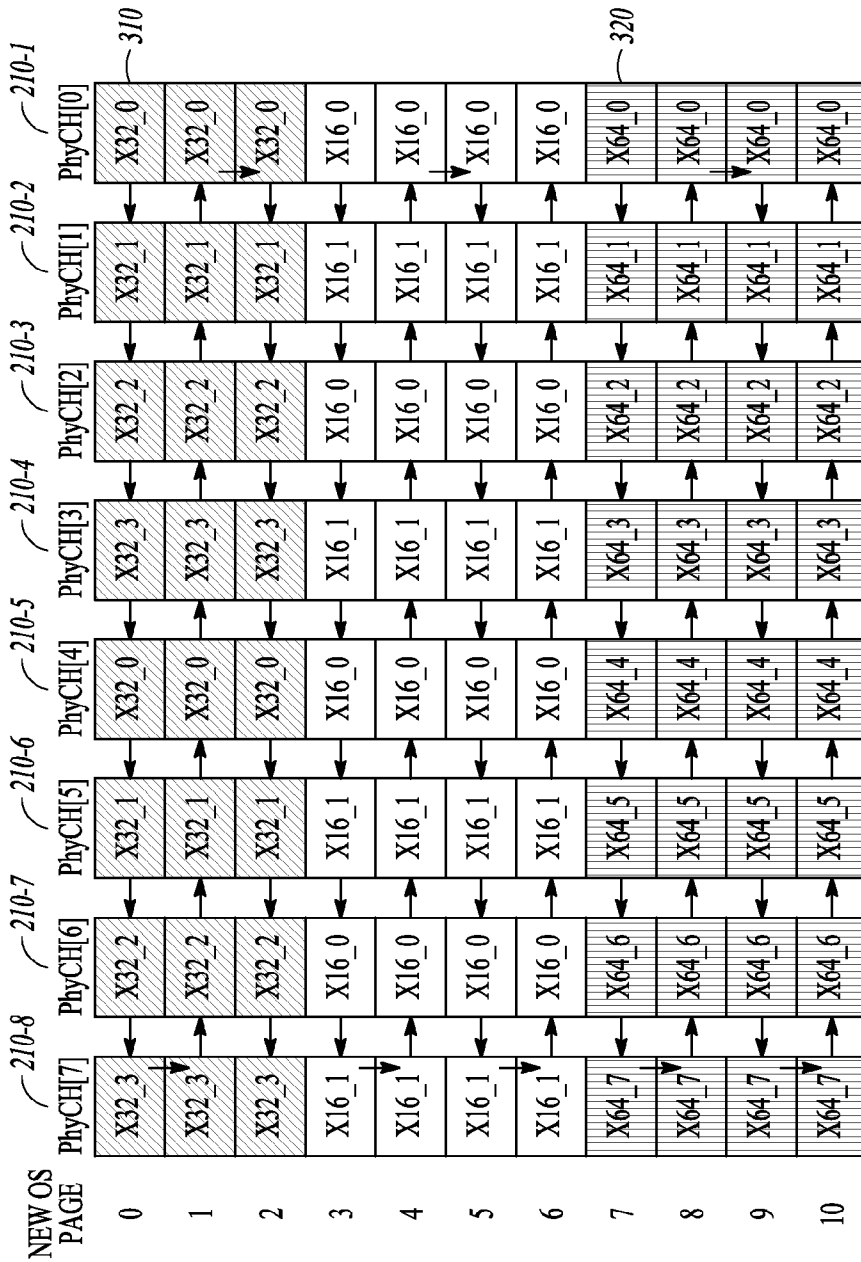 210-8 210-7 210-6 210-5 210-4 210-3 210-2 210-1
NEW OS
PAGE PhyCH[7] PhyCH[6] PhyCH[5] PhyCH[4] PhyCH[3] PhyCH[2] PhyCH[1] PhyCH[0]
0 X32_3 X32_2 X32_1 X32_0 X32_3 X32_2 X32_1 X32_0 310
1 X32_3 X32_2 X32_1 X32_0 X32_3 X32_2 X32_1 X32_0
2 X32_3 X32_2 X32_1 X32_0 X32_3 X32_2 X32_1 X32_0
3 X16_1 X16_0 X16_1 X16_0 X16_1 X16_0 X16_1 X16_0
4 X16_1 X16_0 X16_1 X16_0 X16_1 X16_0 X16_1 X16_0
5 X16_1 X16_0 X16_1 X16_0 X16_1 X16_0 X16_1 X16_0
6 X16_1 X16_0 X16_1 X16_0 X16_1 X16_0 X16_1 X16_0
7 X64_7 X64_6 X64_5 X64_4 X64_3 X64_2 X64_1 X64_0 320
8 X64_7 X64_6 X64_5 X64_4 X64_3 X64_2 X64_1 X64_0
9 X64_7 X64_6 X64_5 X64_4 X64_3 X64_2 X64_1 X64_0
10 X64_7 X64_6 X64_5 X64_4 X64_3 X64_2 X64_1 X64_0